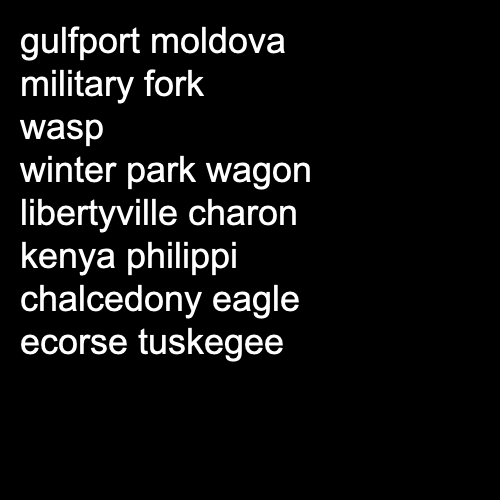 gulfport moldova
military fork
wasp
winter park wagon
libertyville charon
kenya philippi
chalcedony eagle
ecorse tuskegee